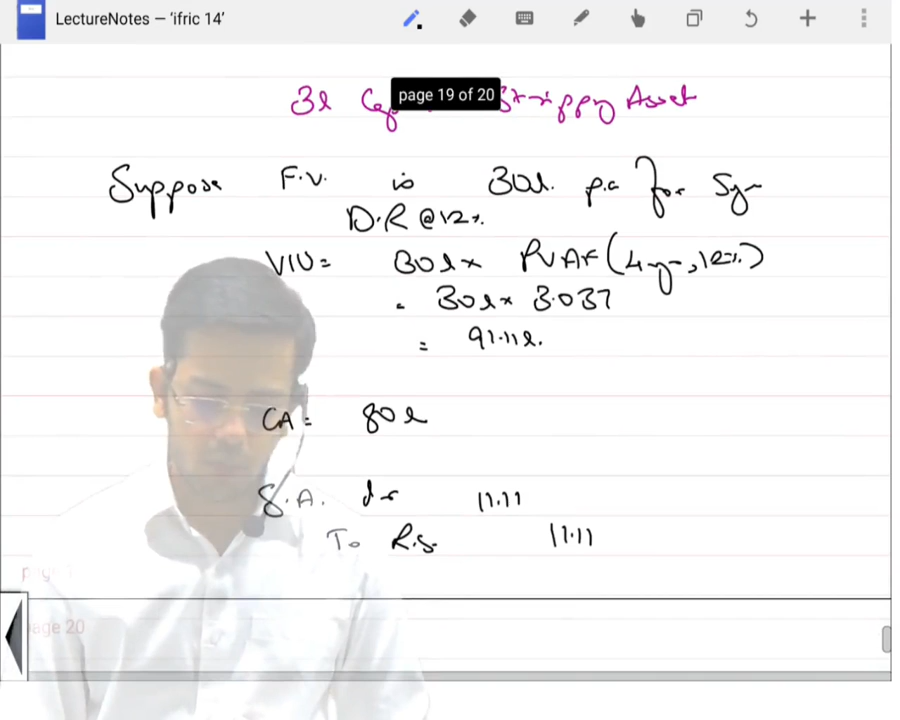 LectureNotes – ‘ifric 14’
page 19 of 20
3l Asset
Suppose F.V. is 30l. p.a for 5yr
D.R @ 12%.
VIU = 30l × PVAF (4yr, 12%)
= 30l × 3.037
= 91.11l.
CA = 80l
S.A. dr 11.11
To R.S. 11.11
page 20